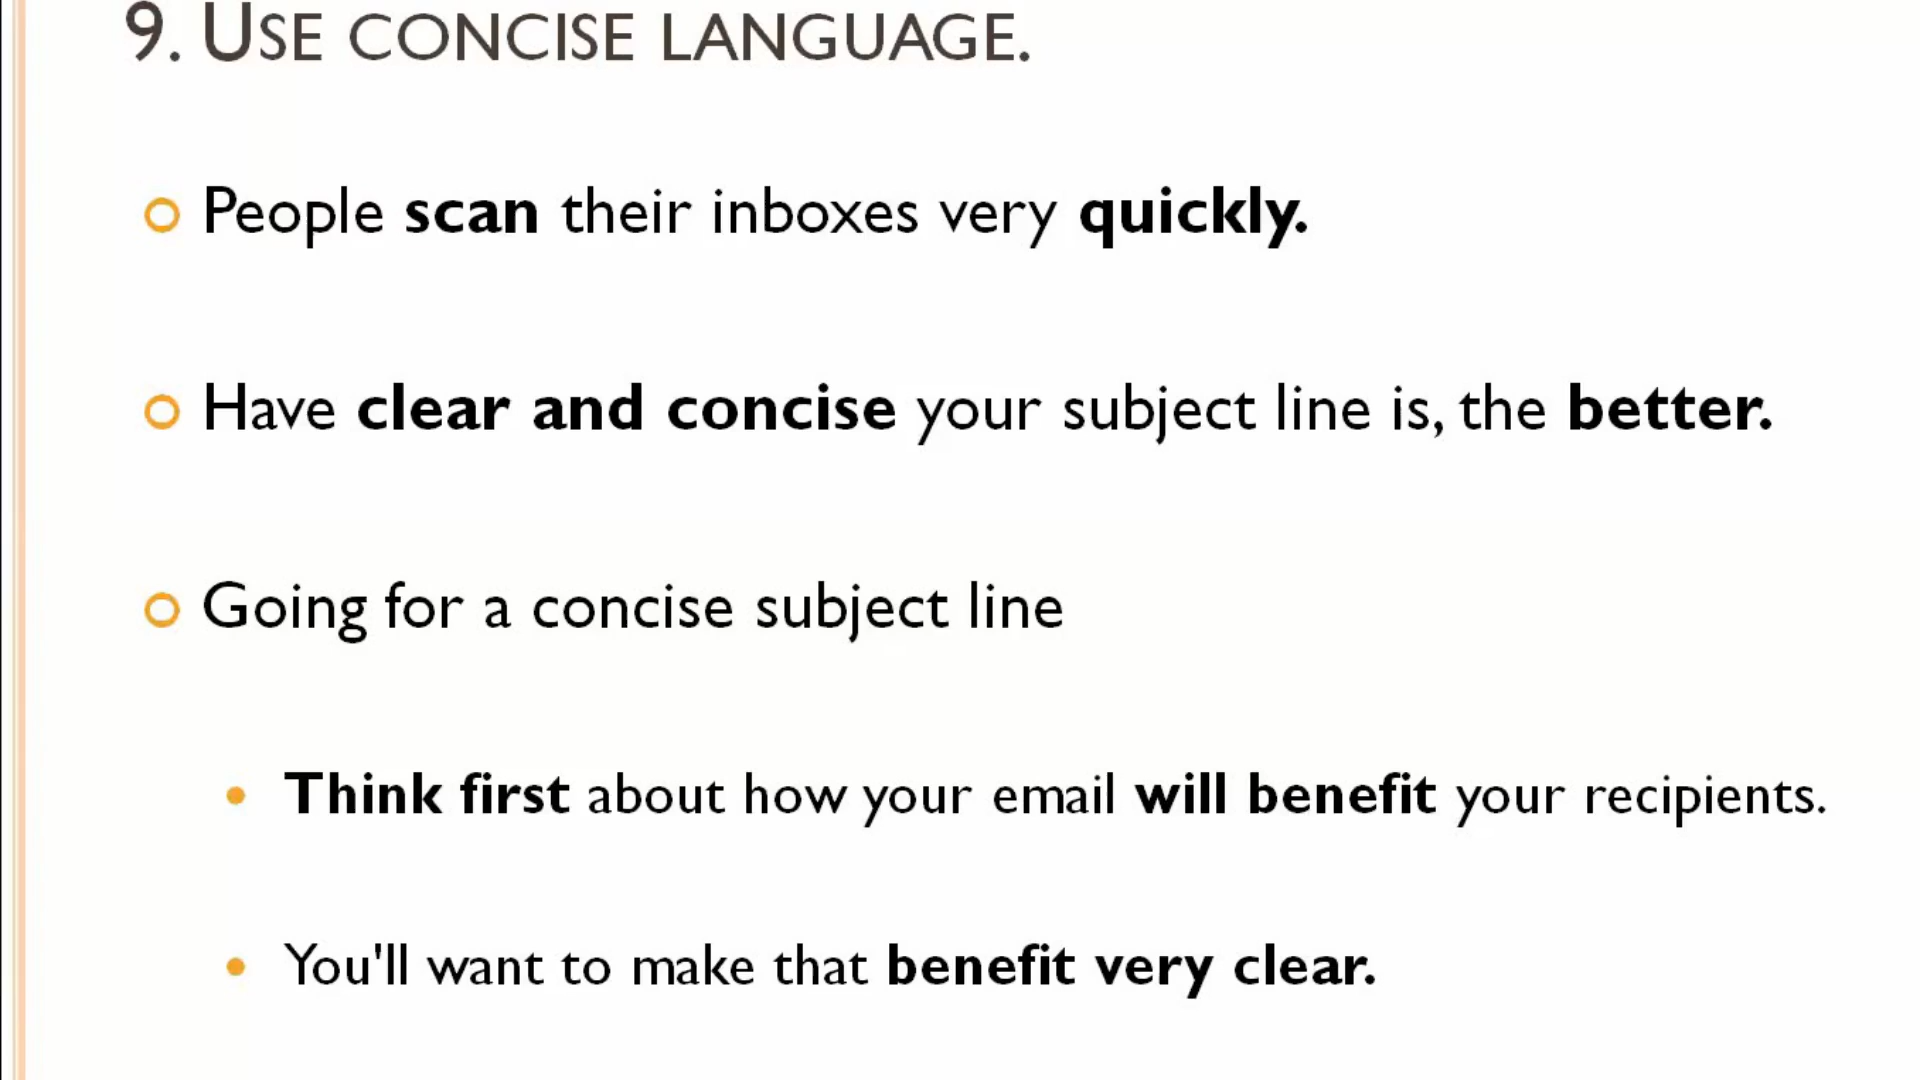 9. USE CONCISE LANGUAGE.
People scan their inboxes very quickly.
Have clear and concise your subject line is, the better.
Going for a concise subject line
Think first about how your email will benefit your recipients.
You'll want to make that benefit very clear.